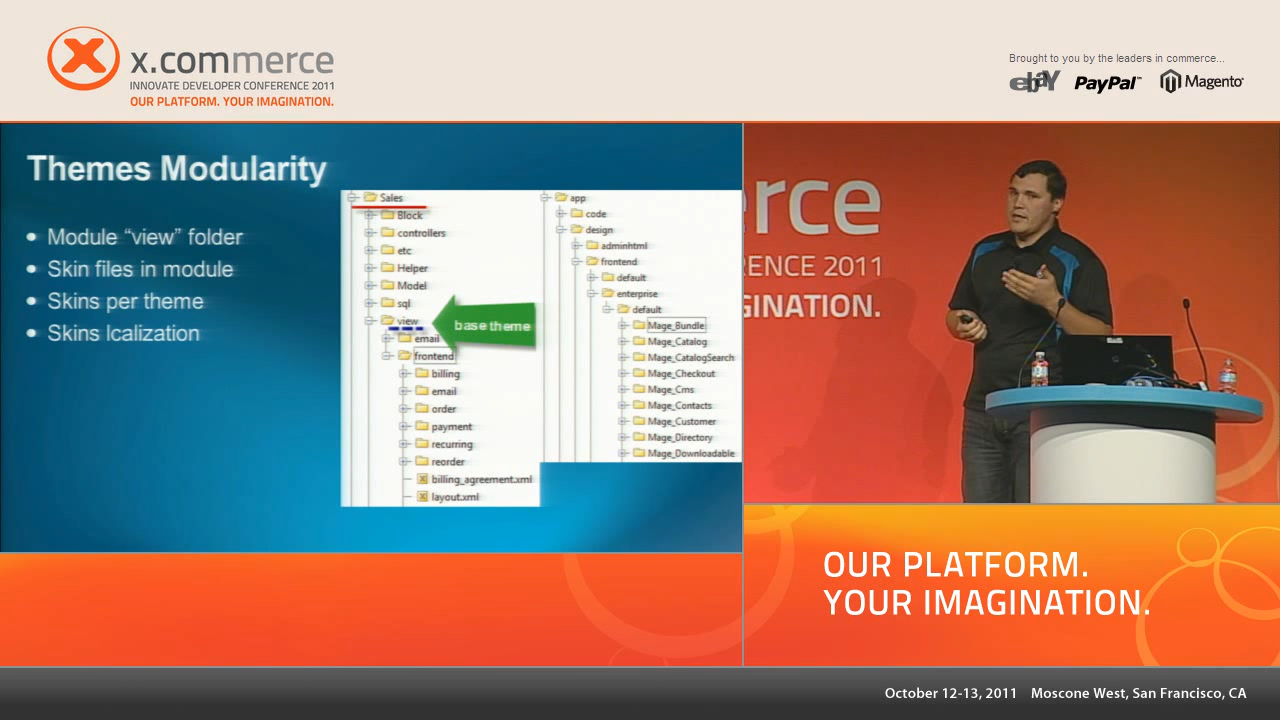 x.commerce
INNOVATE DEVELOPER CONFERENCE 2011
OUR PLATFORM. YOUR IMAGINATION.
Brought to you by the leaders in commerce...
ebaY PayPal™ Magento®
Themes Modularity
• Module “view” folder
• Skin files in module
• Skins per theme
• Skins lcalization
Sales
Block
controllers
etc
Helper
Model
sql
view
email
frontend
billing
email
order
payment
recurring
reorder
billing_agreement.xml
layout.xml
base theme
app
code
design
adminhtml
frontend
default
enterprise
default
Mage_Bundle
Mage_Catalog
Mage_CatalogSearch
Mage_Checkout
Mage_Cms
Mage_Contacts
Mage_Customer
Mage_Directory
Mage_Downloadable
erce
ENCE 2011
GINATION.
OUR PLATFORM.
YOUR IMAGINATION.
October 12-13, 2011 Moscone West, San Francisco, CA